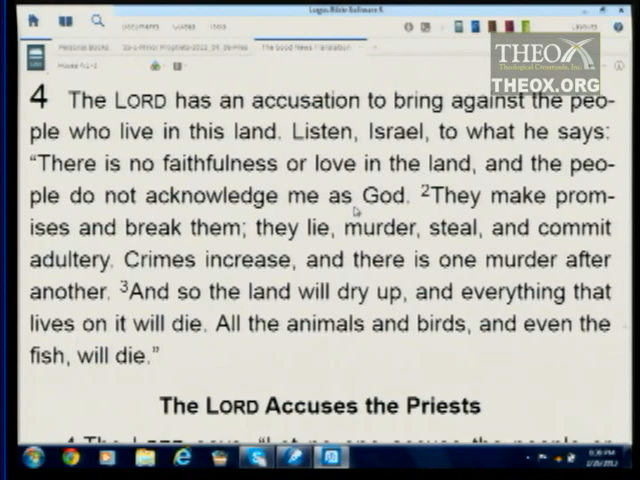 Logos Bible Software 4
Documents Guides Tools
Layouts
Personal Books
The Good News Translation
Hosea 4:1-3
THEOX
Theological Crossroads, Inc.
THEOX.ORG
4 The LORD has an accusation to bring against the peo-
ple who live in this land. Listen, Israel, to what he says:
“There is no faithfulness or love in the land, and the peo-
ple do not acknowledge me as God. 2They make prom-
ises and break them; they lie, murder, steal, and commit
adultery. Crimes increase, and there is one murder after
another. 3And so the land will dry up, and everything that
lives on it will die. All the animals and birds, and even the
fish, will die.”
The LORD Accuses the Priests